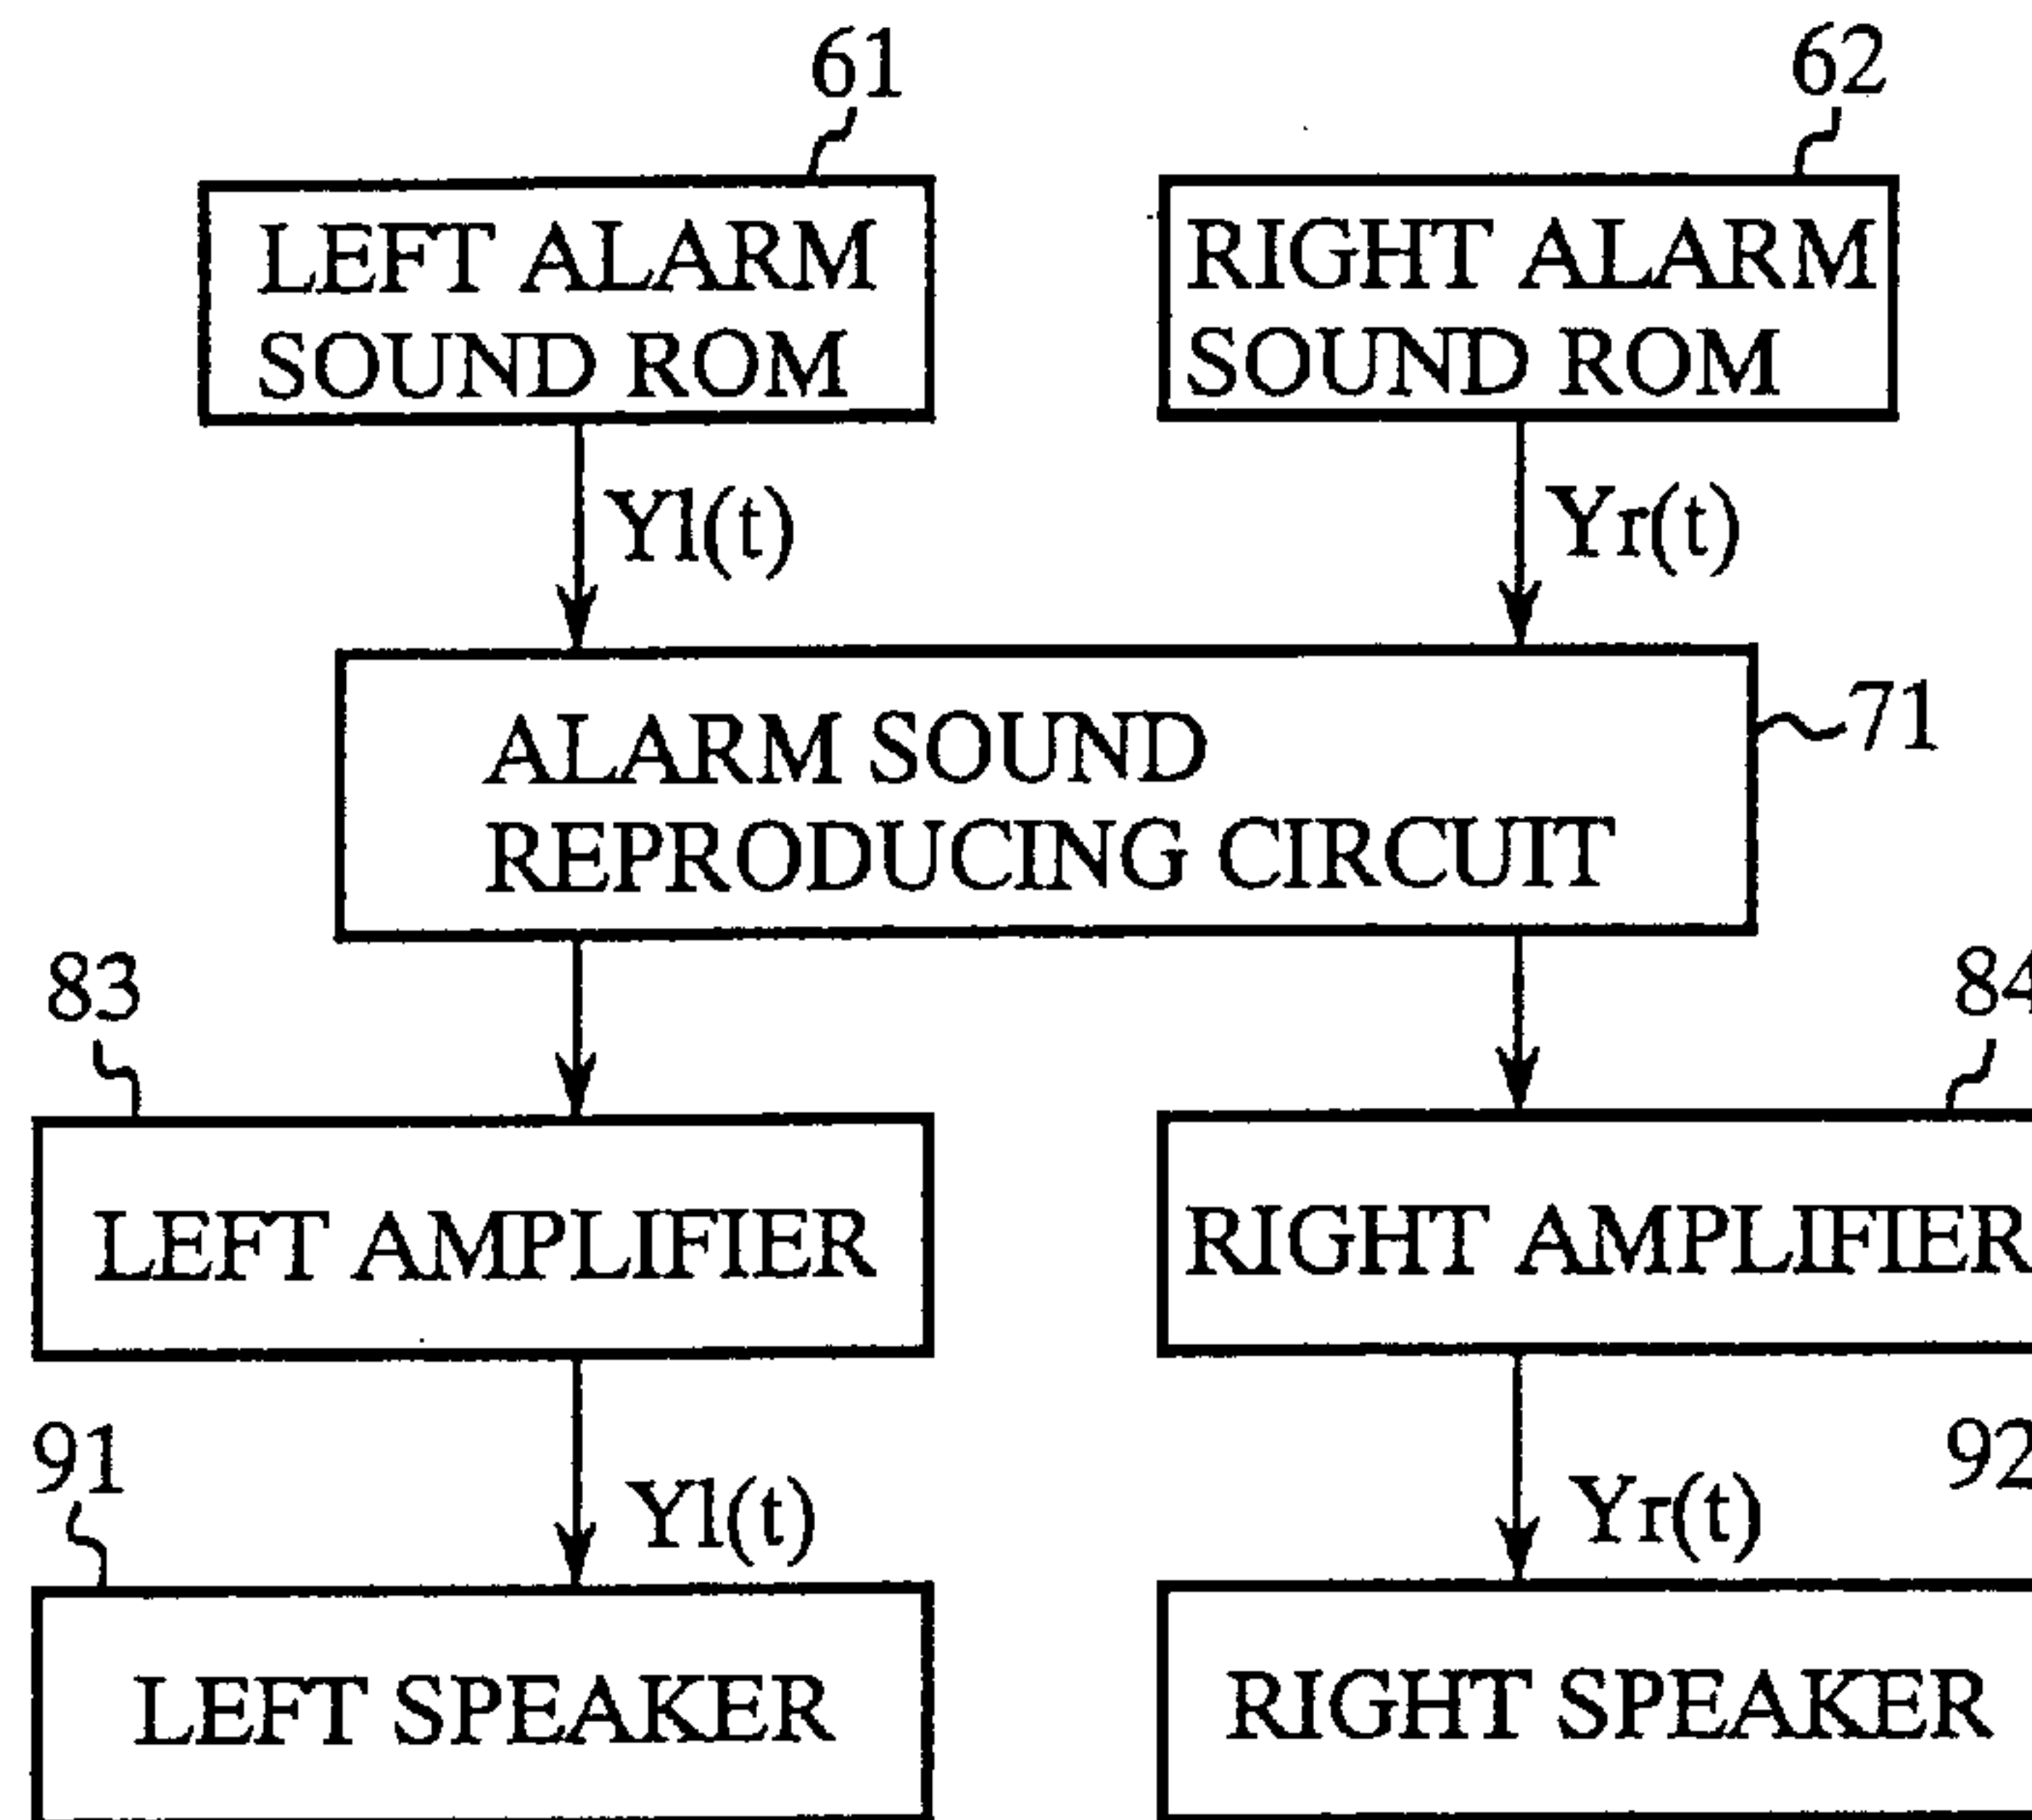 61
62
LEFT ALARM
SOUND ROM
RIGHT ALARM
SOUND ROM
Yl(t)
Yr(t)
ALARM SOUND
REPRODUCING CIRCUIT
71
83
84
LEFT AMPLIFIER
RIGHT AMPLIFIER
91
92
Yl(t)
Yr(t)
LEFT SPEAKER
RIGHT SPEAKER